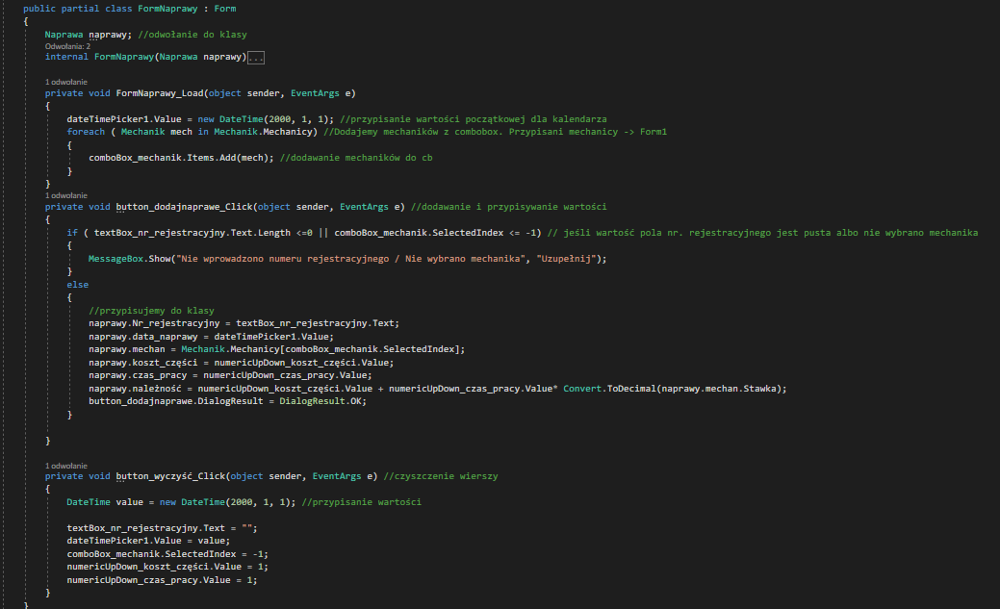 public partial class FormNaprawy : Form
{
Naprawa naprawy; //odwołanie do klasy
Odwołania: 2
internal FormNaprawy(Naprawa naprawy)...
1 odwołanie
private void FormNaprawy_Load(object sender, EventArgs e)
{
dateTimePicker1.Value = new DateTime(2000, 1, 1); //przypisanie wartości początkowej dla kalendarza
foreach ( Mechanik mech in Mechanik.Mechanicy) //Dodajemy mechaników z combobox. Przypisani mechanicy -> Form1
{
comboBox_mechanik.Items.Add(mech); //dodawanie mechaników do cb
}
}
1 odwołanie
private void button_dodajnaprawe_Click(object sender, EventArgs e) //dodawanie i przypisywanie wartości
{
if ( textBox_nr_rejestracyjny.Text.Length <=0 || comboBox_mechanik.SelectedIndex <= -1) // jeśli wartość pola nr. rejestracyjnego jest pusta albo nie wybrano mechanika
{
MessageBox.Show("Nie wprowadzono numeru rejestracyjnego / Nie wybrano mechanika", "Uzupełnij");
}
else
{
//przypisujemy do klasy
naprawy.Nr_rejestracyjny = textBox_nr_rejestracyjny.Text;
naprawy.data_naprawy = dateTimePicker1.Value;
naprawy.mechan = Mechanik.Mechanicy[comboBox_mechanik.SelectedIndex];
naprawy.koszt_części = numericUpDown_koszt_części.Value;
naprawy.czas_pracy = numericUpDown_czas_pracy.Value;
naprawy.należność = numericUpDown_koszt_części.Value + numericUpDown_czas_pracy.Value* Convert.ToDecimal(naprawy.mechan.Stawka);
button_dodajnaprawe.DialogResult = DialogResult.OK;
}
}
1 odwołanie
private void button_wyczyść_Click(object sender, EventArgs e) //czyszczenie wierszy
{
DateTime value = new DateTime(2000, 1, 1); //przypisanie wartości
textBox_nr_rejestracyjny.Text = "";
dateTimePicker1.Value = value;
comboBox_mechanik.SelectedIndex = -1;
numericUpDown_koszt_części.Value = 1;
numericUpDown_czas_pracy.Value = 1;
}
}